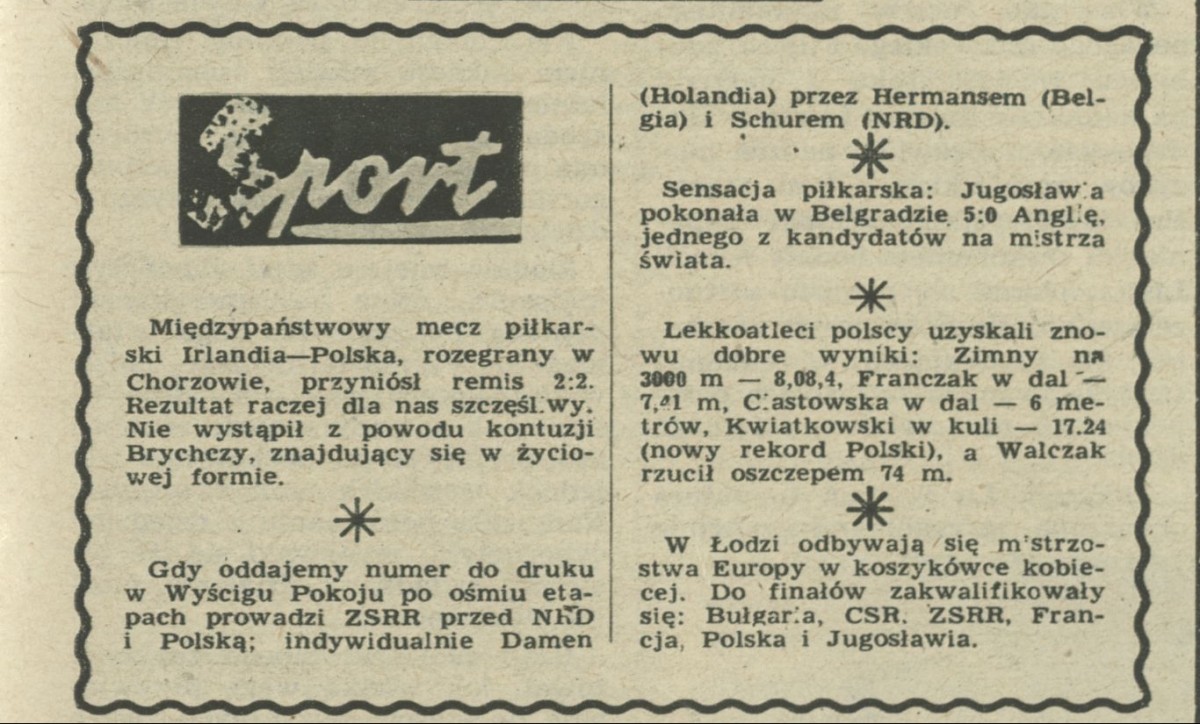 Sport
Międzypaństwowy mecz piłkar-
ski Irlandia—Polska, rozegrany w
Chorzowie, przyniósł remis 2:2.
Rezultat raczej dla nas szczęśliwy.
Nie wystąpił z powodu kontuzji
Brychczy, znajdujący się w życio-
wej formie.
Gdy oddajemy numer do druku
w Wyścigu Pokoju po ośmiu eta-
pach prowadzi ZSRR przed NRD
i Polską; indywidualnie Damen
(Holandia) przez Hermansem (Bel-
gia) i Schurem (NRD).
Sensacja piłkarska: Jugosławia
pokonała w Belgradzie 5:0 Anglię,
jednego z kandydatów na mistrza
świata.
Lekkoatleci polscy uzyskali zno-
wu dobre wyniki: Zimny na
3000 m — 8,08,4, Franczak w dal —
7,41 m, Ciastowska w dal — 6 me-
trów, Kwiatkowski w kuli — 17.24
(nowy rekord Polski), a Walczak
rzucił oszczepem 74 m.
W Łodzi odbywają się mistrzo-
stwa Europy w koszykówce kobie-
cej. Do finałów zakwalifikowały
się: Bułgaria, CSR. ZSRR, Fran-
cja, Polska i Jugosławia.